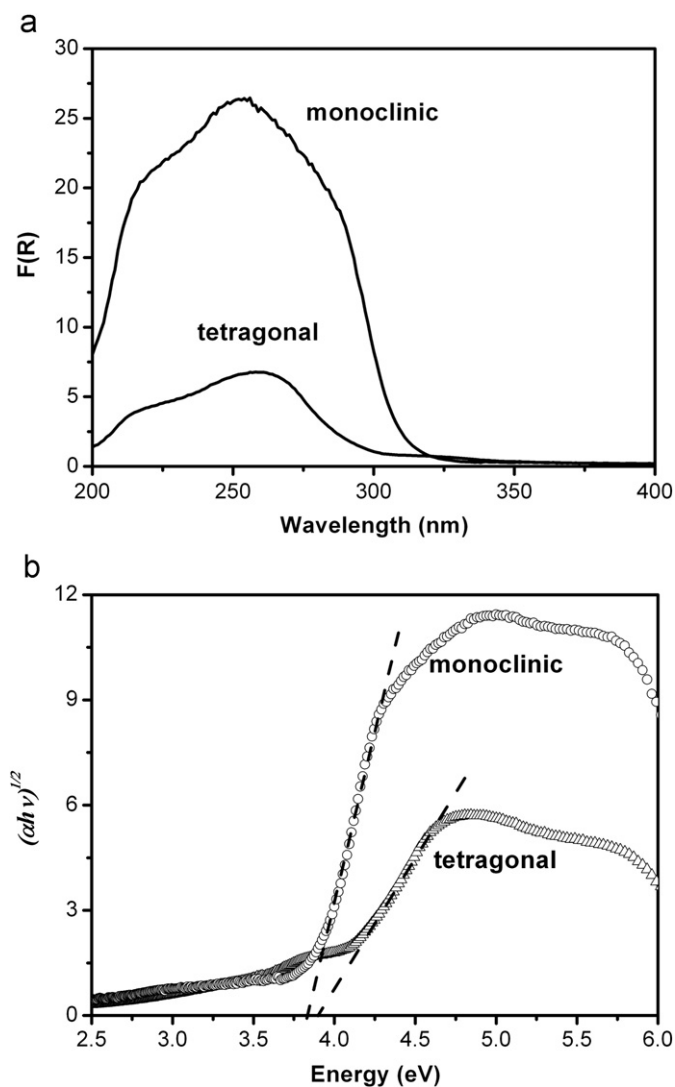 a
30
25
20
15
10
5
0
F(R)
monoclinic
tetragonal
200 250 300 350 400
Wavelength (nm)
b
12
9
6
3
0
(αhν)^1/2
monoclinic
tetragonal
2.5 3.0 3.5 4.0 4.5 5.0 5.5 6.0
Energy (eV)